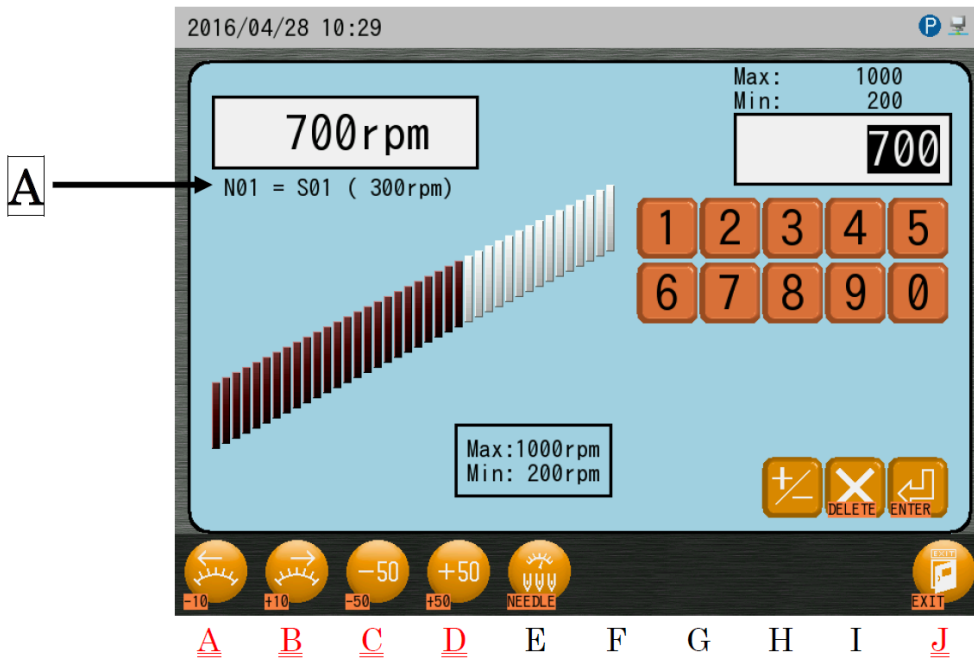 2016/04/28 10:29
P
Max: 1000
Min: 200
700rpm
700
A
N01 = S01 ( 300rpm)
1 2 3 4 5
6 7 8 9 0
Max:1000rpm
Min: 200rpm
+/−
DELETE
ENTER
−50
+50
EXIT
-10
+10
-50
+50
NEEDLE
EXIT
A B C D E F G H I J